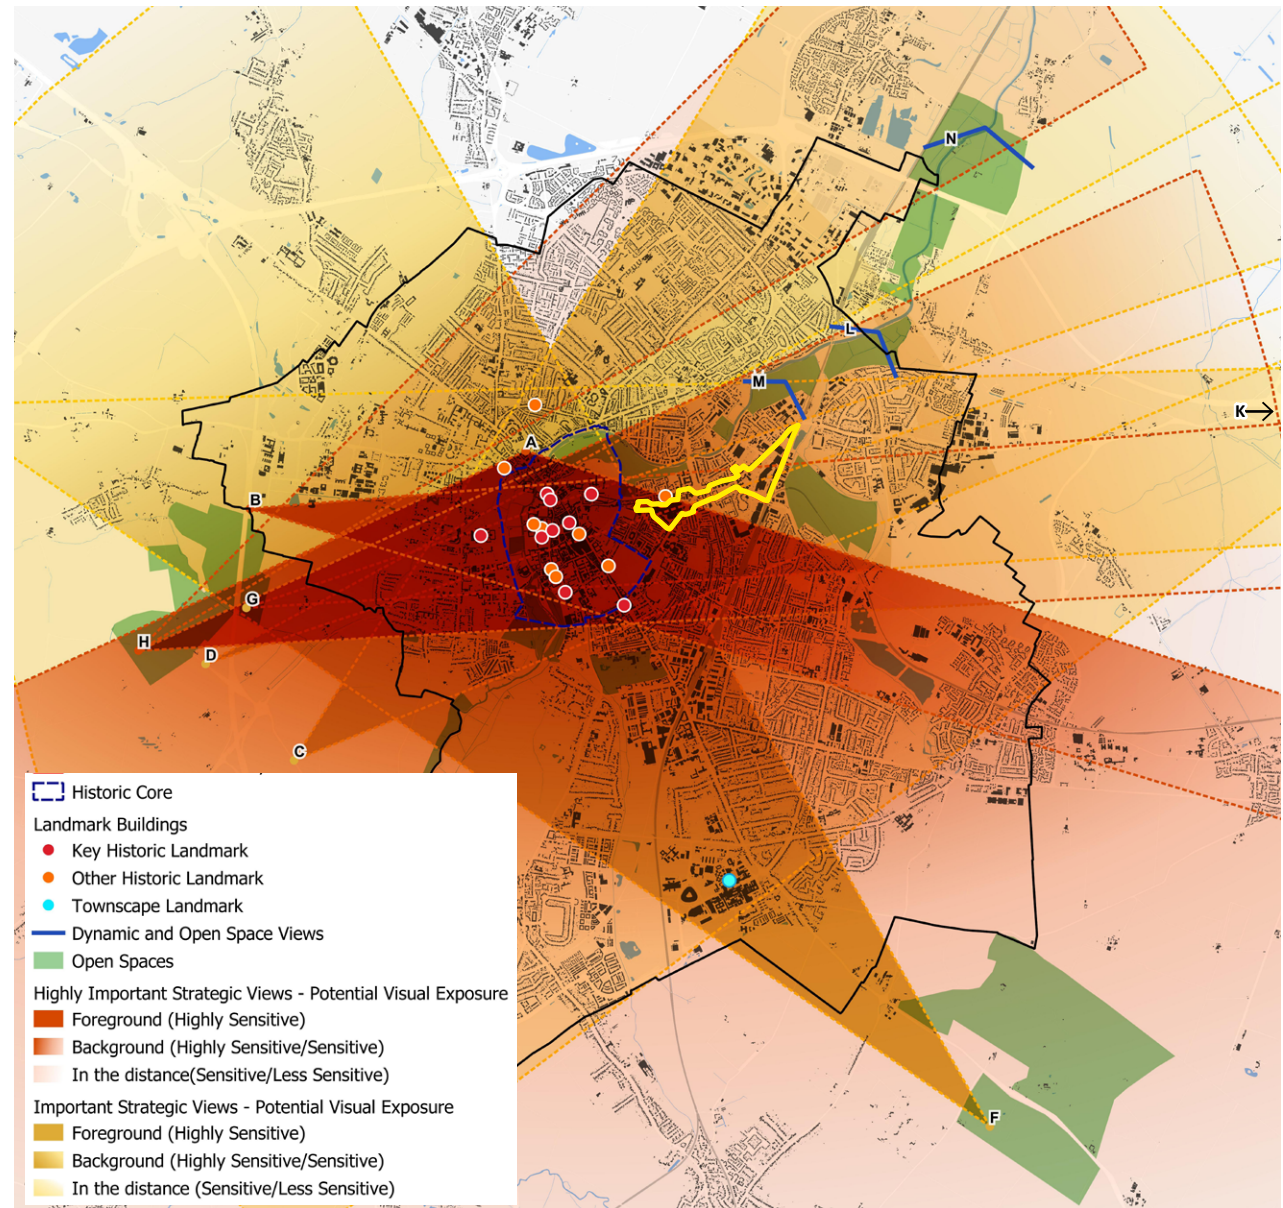 N
L
M
K
A
B
G
H
D
C
F
Historic Core
Landmark Buildings
Key Historic Landmark
Other Historic Landmark
Townscape Landmark
Dynamic and Open Space Views
Open Spaces
Highly Important Strategic Views - Potential Visual Exposure
Foreground (Highly Sensitive)
Background (Highly Sensitive/Sensitive)
In the distance(Sensitive/Less Sensitive)
Important Strategic Views - Potential Visual Exposure
Foreground (Highly Sensitive)
Background (Highly Sensitive/Sensitive)
In the distance (Sensitive/Less Sensitive)